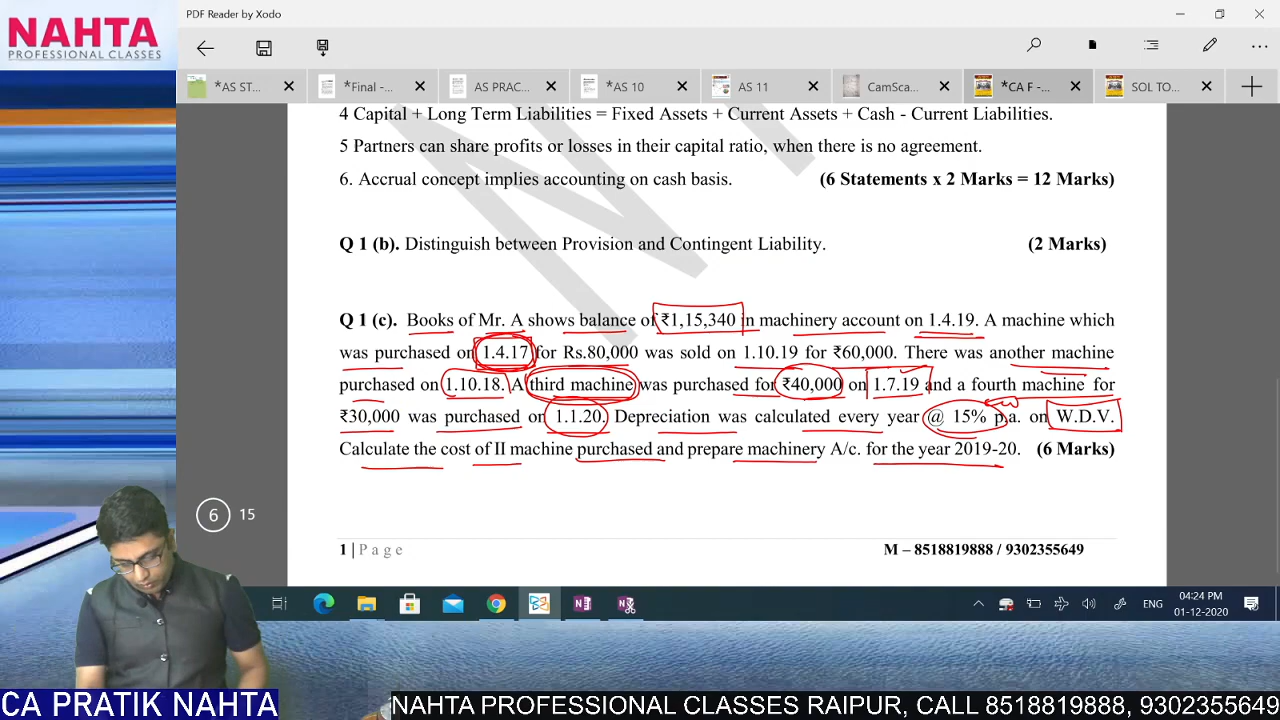 NAHTA
PROFESSIONAL CLASSES
PDF Reader by Xodo
*AS ST...
*Final -...
AS PRAC...
*AS 10
AS 11
CamSca...
*CA F -...
SOL TO...
4 Capital + Long Term Liabilities = Fixed Assets + Current Assets + Cash - Current Liabilities.
5 Partners can share profits or losses in their capital ratio, when there is no agreement.
6. Accrual concept implies accounting on cash basis. (6 Statements x 2 Marks = 12 Marks)
Q 1 (b). Distinguish between Provision and Contingent Liability. (2 Marks)
Q 1 (c). Books of Mr. A shows balance of ₹1,15,340 in machinery account on 1.4.19. A machine which
was purchased on 1.4.17 for Rs.80,000 was sold on 1.10.19 for ₹60,000. There was another machine
purchased on 1.10.18. A third machine was purchased for ₹40,000 on 1.7.19 and a fourth machine for
₹30,000 was purchased on 1.1.20. Depreciation was calculated every year @ 15% p.a. on W.D.V.
Calculate the cost of II machine purchased and prepare machinery A/c. for the year 2019-20. (6 Marks)
6 15
1 | Page M – 8518819888 / 9302355649
ENG
04:24 PM
01-12-2020
CA PRATIK NAHTA
NAHTA PROFESSIONAL CLASSES RAIPUR, CALL 8518819888, 9302355649